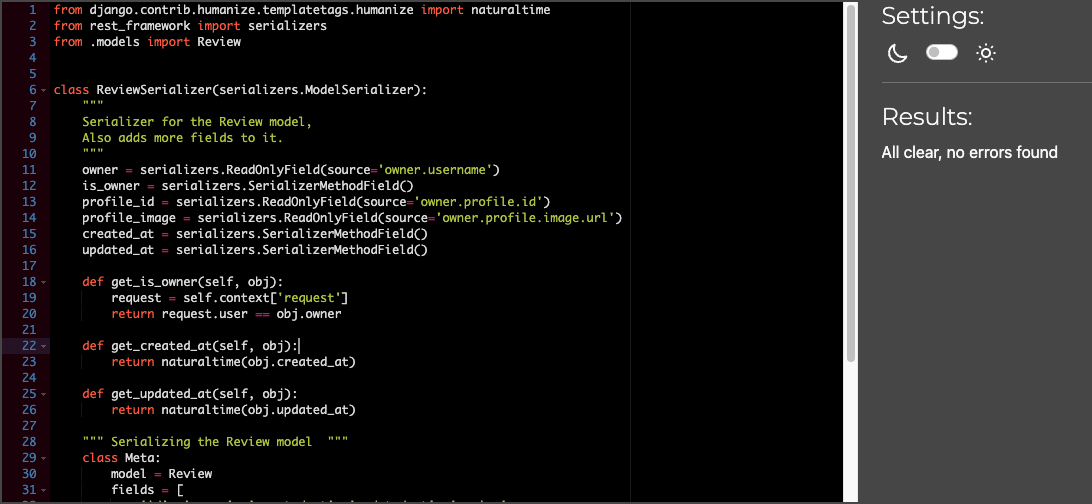 1 from django.contrib.humanize.templatetags.humanize import naturaltime
2 from rest_framework import serializers
3 from .models import Review
4
5
6 class ReviewSerializer(serializers.ModelSerializer):
7     """
8     Serializer for the Review model,
9     Also adds more fields to it.
10     """
11     owner = serializers.ReadOnlyField(source='owner.username')
12     is_owner = serializers.SerializerMethodField()
13     profile_id = serializers.ReadOnlyField(source='owner.profile.id')
14     profile_image = serializers.ReadOnlyField(source='owner.profile.image.url')
15     created_at = serializers.SerializerMethodField()
16     updated_at = serializers.SerializerMethodField()
17
18     def get_is_owner(self, obj):
19         request = self.context['request']
20         return request.user == obj.owner
21
22     def get_created_at(self, obj):
23         return naturaltime(obj.created_at)
24
25     def get_updated_at(self, obj):
26         return naturaltime(obj.updated_at)
27
28     """ Serializing the Review model  """
29     class Meta:
30         model = Review
31         fields = [
Settings:
Results:
All clear, no errors found